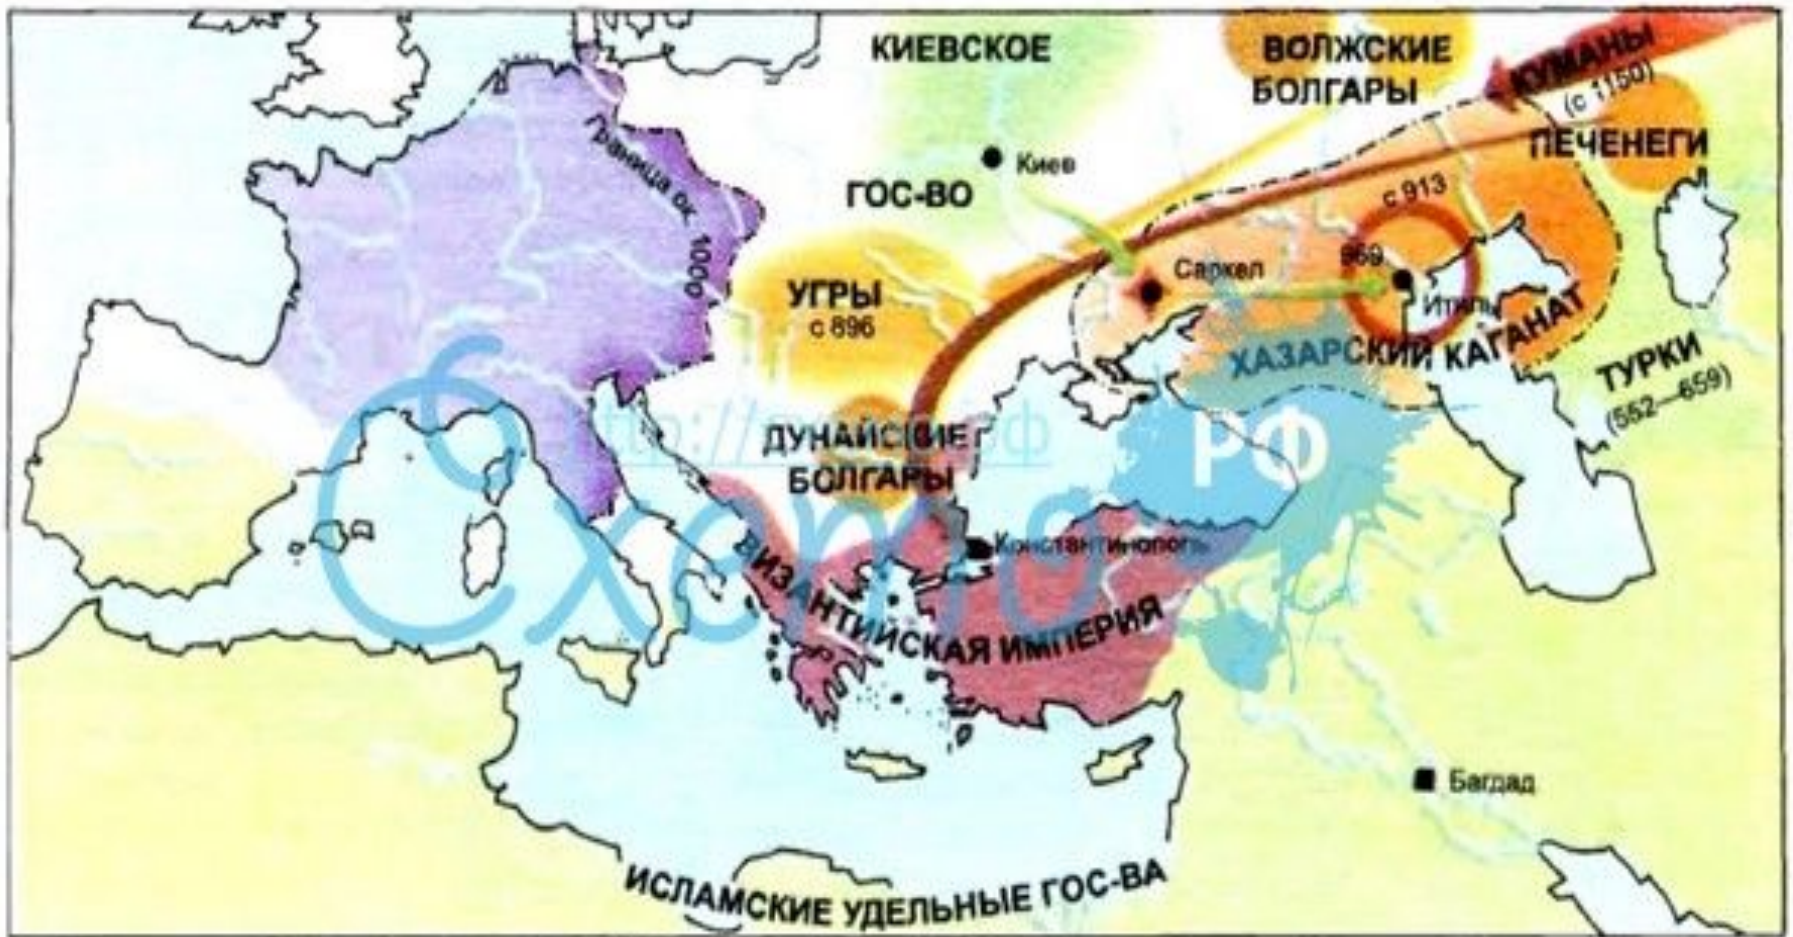 КИЕВСКОЕ
ГОС-ВО
Киев
ВОЛЖСКИЕ
БОЛГАРЫ
КУМАНЫ
(с 1150)
ПЕЧЕНЕГИ
с 913
Граница ок 1000
УГРЫ
с 896
Саркел
969
Итиль
ХАЗАРСКИЙ КАГАНАТ
ТУРКИ
(552—659)
ДУНАЙСКИЕ
БОЛГАРЫ
РФ
Схемо
Константинополь
ВИЗАНТИЙСКАЯ ИМПЕРИЯ
Багдад
ИСЛАМСКИЕ УДЕЛЬНЫЕ ГОС-ВА